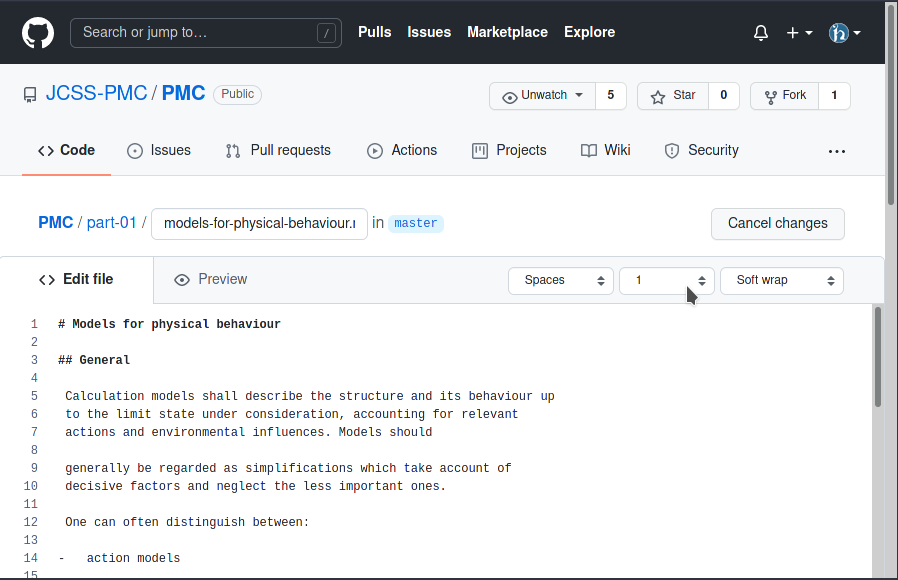 Search or jump to…
/
Pulls Issues Marketplace Explore
JCSS-PMC / PMC Public
Unwatch 5 Star 0 Fork 1
Code Issues Pull requests Actions Projects Wiki Security
PMC / part-01 / models-for-physical-behaviour. in master Cancel changes
Edit file Preview Spaces 1 Soft wrap
1 # Models for physical behaviour
2
3 ## General
4
5 Calculation models shall describe the structure and its behaviour up
6 to the limit state under consideration, accounting for relevant
7 actions and environmental influences. Models should
8
9 generally be regarded as simplifications which take account of
10 decisive factors and neglect the less important ones.
11
12 One can often distinguish between:
13
14 - action models
15